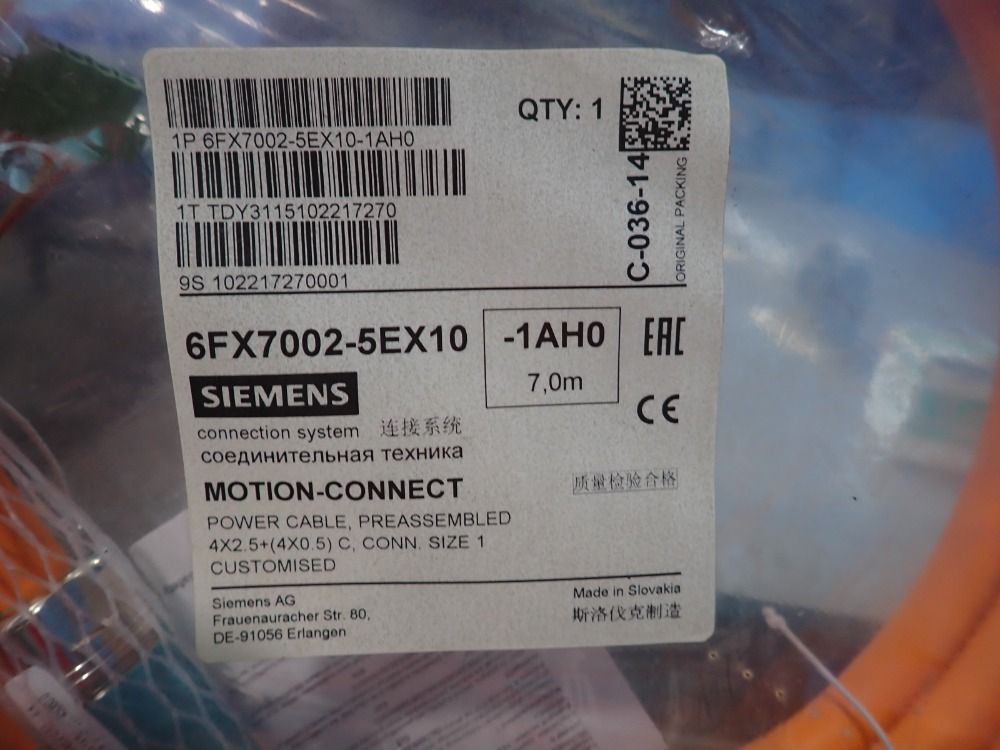 QTY: 1
1P 6FX7002-5EX10-1AH0
1T TDY3115102217270
9S 102217270001
C-036-14
ORIGINAL PACKING
6FX7002-5EX10
-1AH0
7,0m
EAC
SIEMENS
CE
connection system 连接系统
соединительная техника
MOTION-CONNECT
质量检验合格
POWER CABLE, PREASSEMBLED
4X2.5+(4X0.5) C, CONN. SIZE 1
CUSTOMISED
Siemens AG
Frauenauracher Str. 80,
DE-91056 Erlangen
Made in Slovakia
斯洛伐克制造